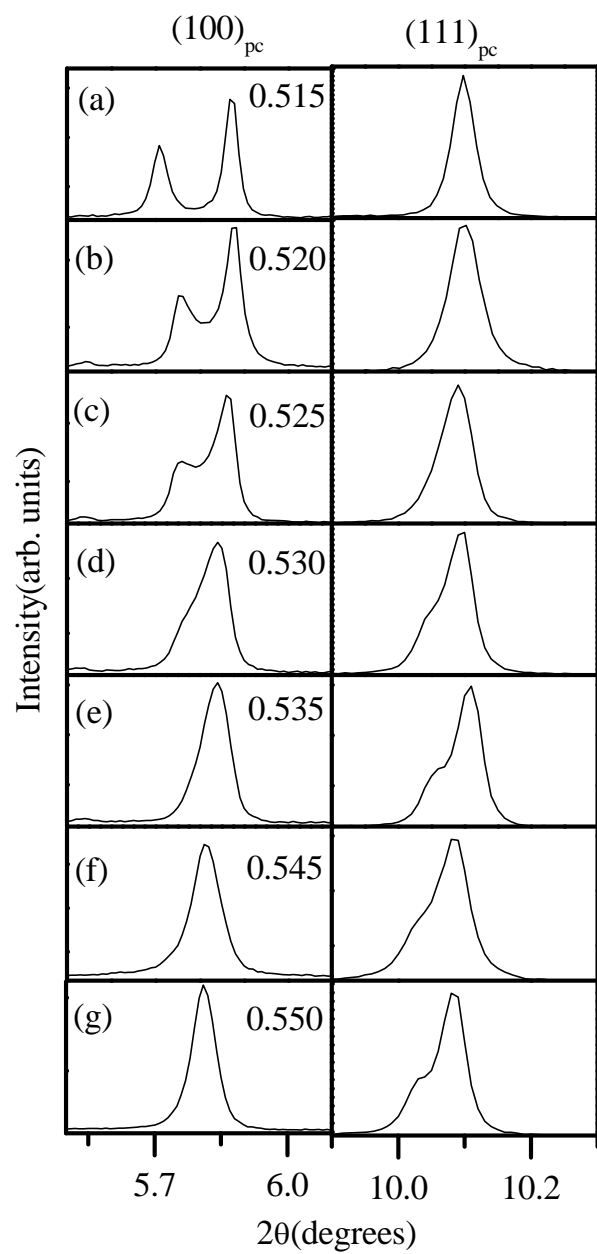 (100)pc (111)pc
(a) 0.515
(b) 0.520
(c) 0.525
(d) 0.530
(e) 0.535
(f) 0.545
(g) 0.550
Intensity(arb. units)
5.7 6.0 10.0 10.2
2θ(degrees)